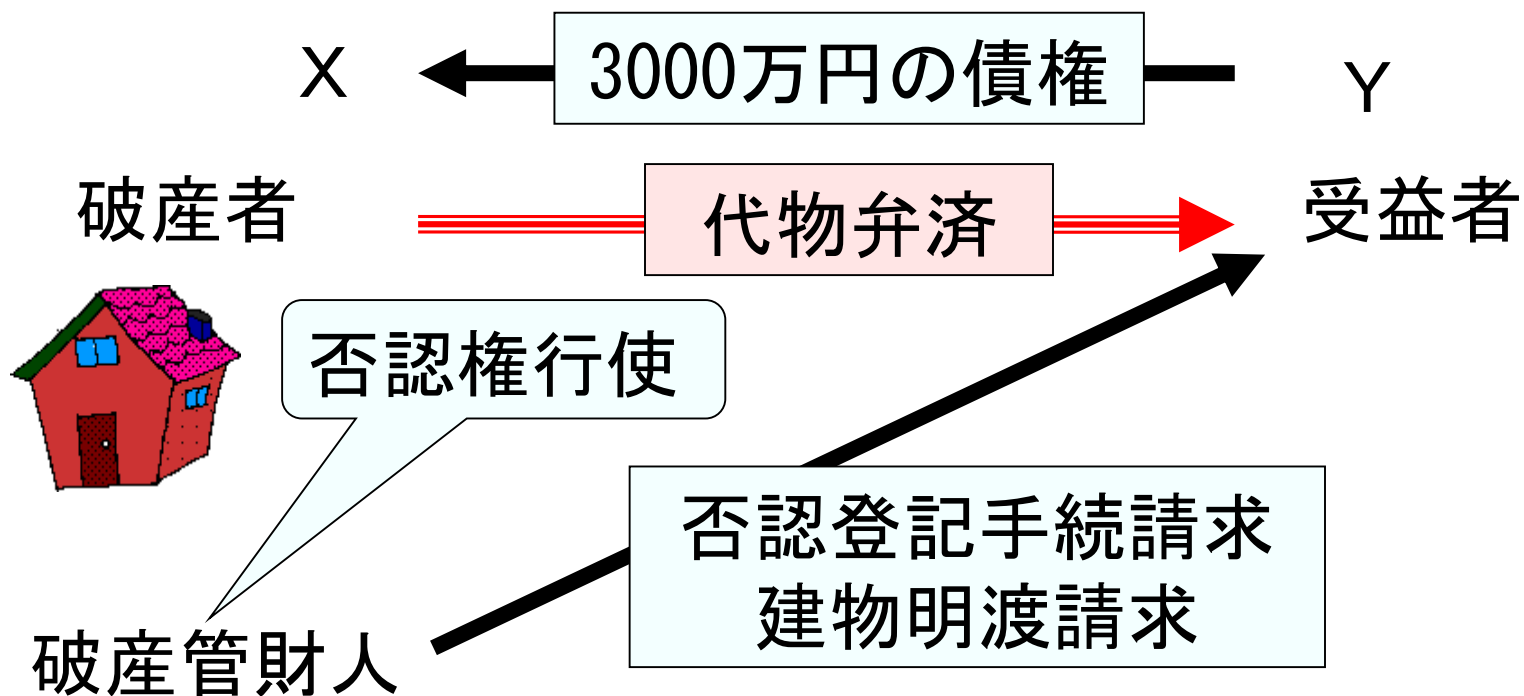 X
3000万円の債権
Y
破産者
代物弁済
受益者
否認権行使
否認登記手続請求
建物明渡請求
破産管財人